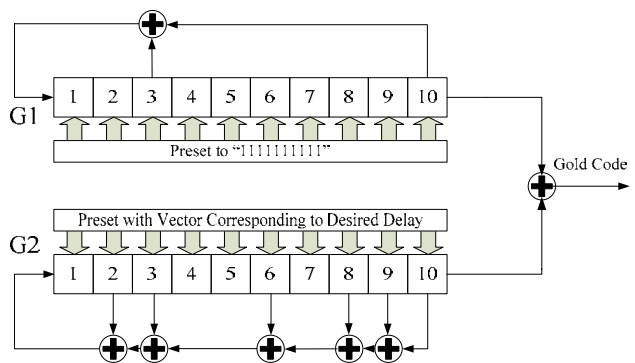 1 2 3 4 5 6 7 8 9 10
G1
Preset to “1111111111”
Gold Code
Preset with Vector Corresponding to Desired Delay
G2
1 2 3 4 5 6 7 8 9 10